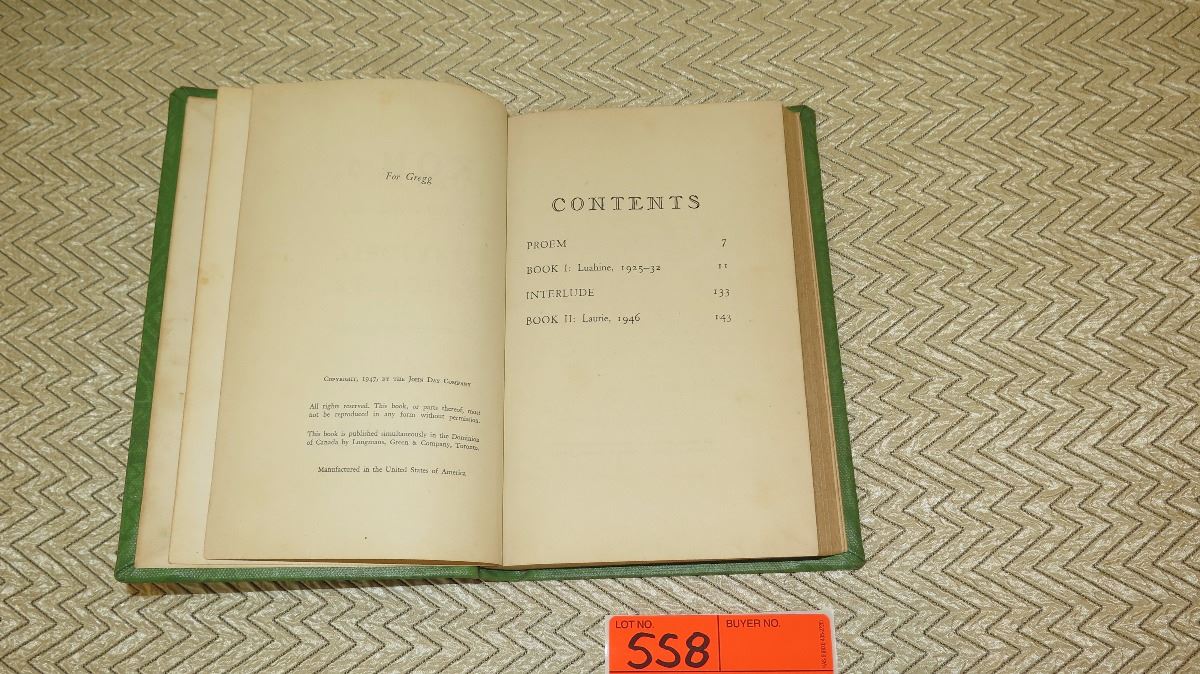 For Gregg
Copyright, 1947, by the John Day Company
All rights reserved. This book, or parts thereof, must
not be reproduced in any form without permission.
This book is published simultaneously in the Dominion
of Canada by Longmans, Green & Company, Toronto.
Manufactured in the United States of America
CONTENTS
PROEM 7
BOOK I: Luahine, 1925–32 11
INTERLUDE 133
BOOK II: Laurie, 1946 143
LOT NO. BUYER NO.
558